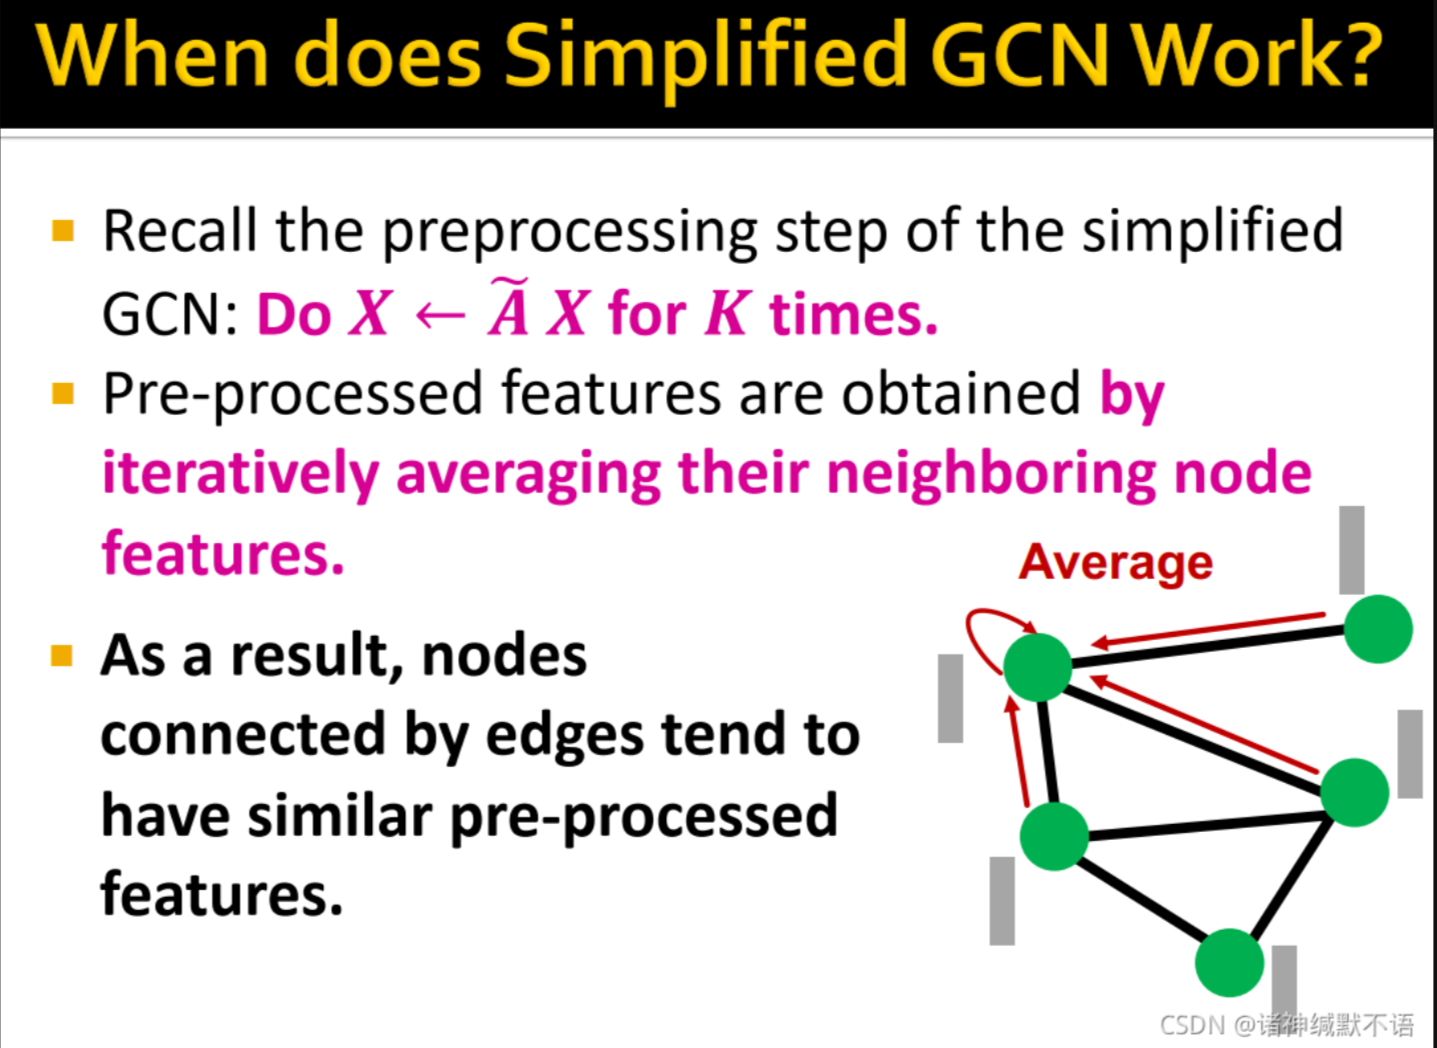 When does Simplified GCN Work?
Recall the preprocessing step of the simplified
GCN: Do X ← Ã X for K times.
Pre-processed features are obtained by
iteratively averaging their neighboring node
features.
Average
As a result, nodes
connected by edges tend to
have similar pre-processed
features.
CSDN @诸神缄默不语